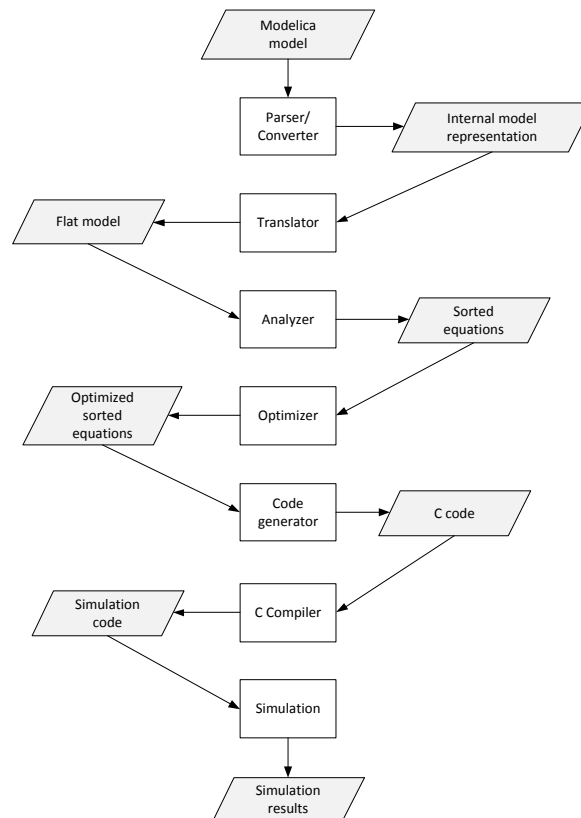 Modelica
model
Parser/
Converter
Internal model
representation
Translator
Flat model
Analyzer
Sorted
equations
Optimizer
Optimized
sorted
equations
Code
generator
C code
C Compiler
Simulation
code
Simulation
Simulation
results